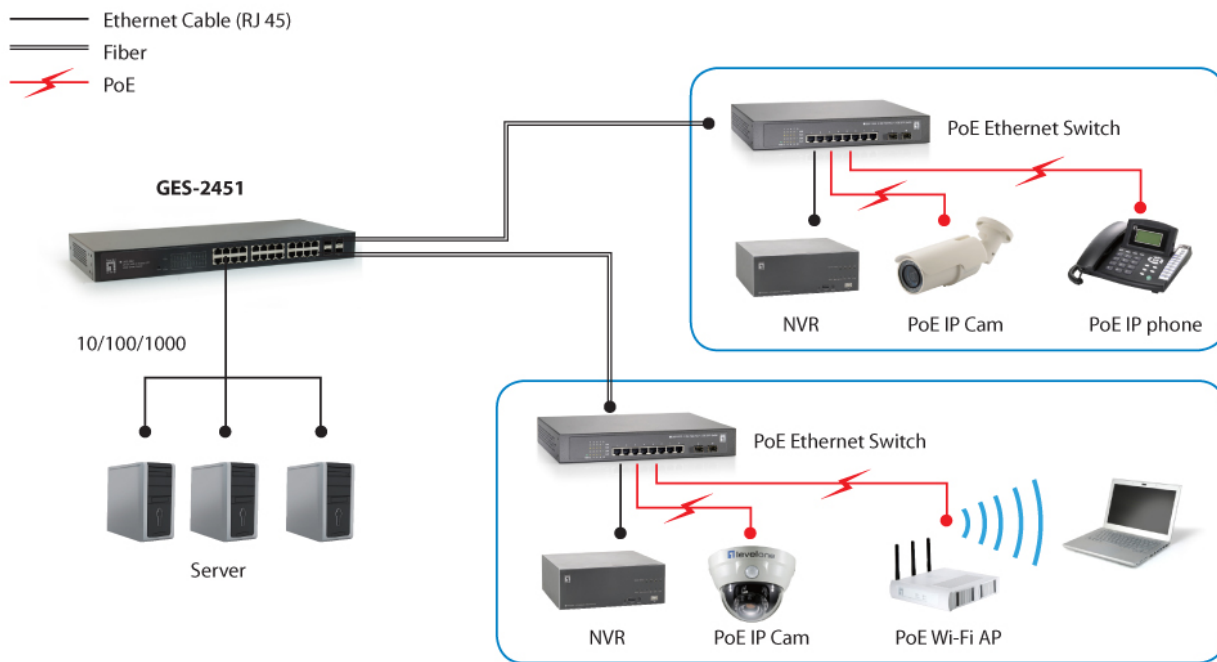 Ethernet Cable (RJ 45)
Fiber
PoE
GES-2451
10/100/1000
Server
PoE Ethernet Switch
NVR
PoE IP Cam
PoE IP phone
PoE Ethernet Switch
levelone
NVR
PoE IP Cam
PoE Wi-Fi AP